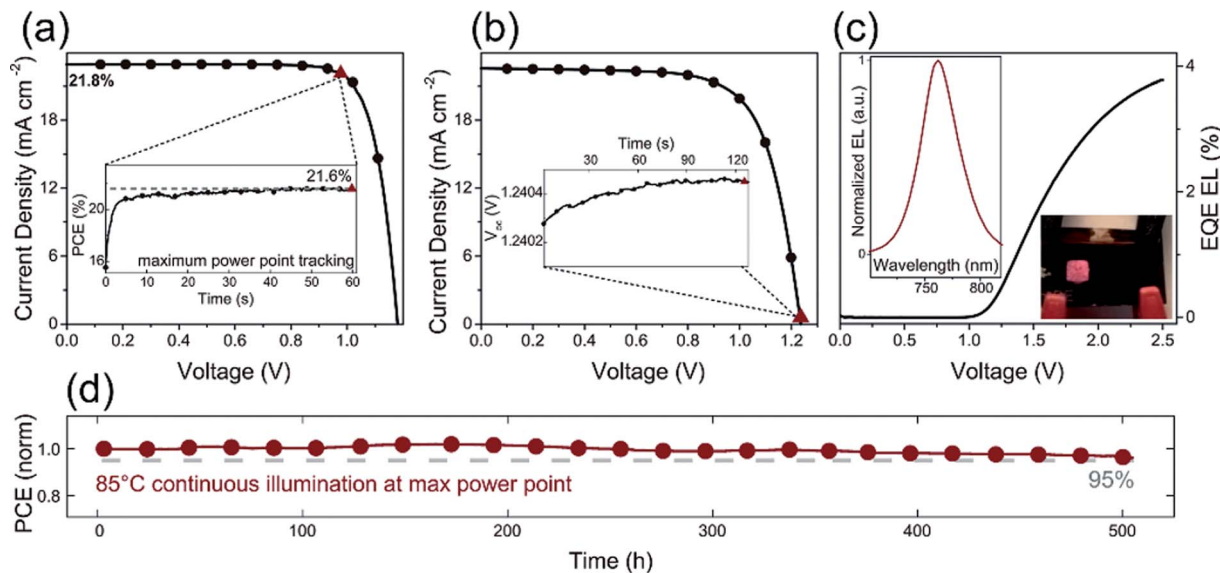 (a)
(b)
(c)
Current Density (mA cm⁻²)
24
18
12
6
0
21.8%
21.6%
PCE (%)
20
16
maximum power point tracking
0 10 20 30 40 50 60
Time (s)
0.0 0.2 0.4 0.6 0.8 1.0
Voltage (V)
Current Density (mA cm⁻²)
24
18
12
6
0
Time (s)
30 60 90 120
1.2404
1.2402
0.0 0.2 0.4 0.6 0.8 1.0 1.2
Voltage (V)
Normalized EL (a.u.)
1
0
Wavelength (nm)
750 800
4
2
0
EQE EL (%)
0.0 0.5 1.0 1.5 2.0 2.5
Voltage (V)
(d)
PCE (norm)
1.0
0.8
85°C continuous illumination at max power point
95%
0 100 200 300 400 500
Time (h)